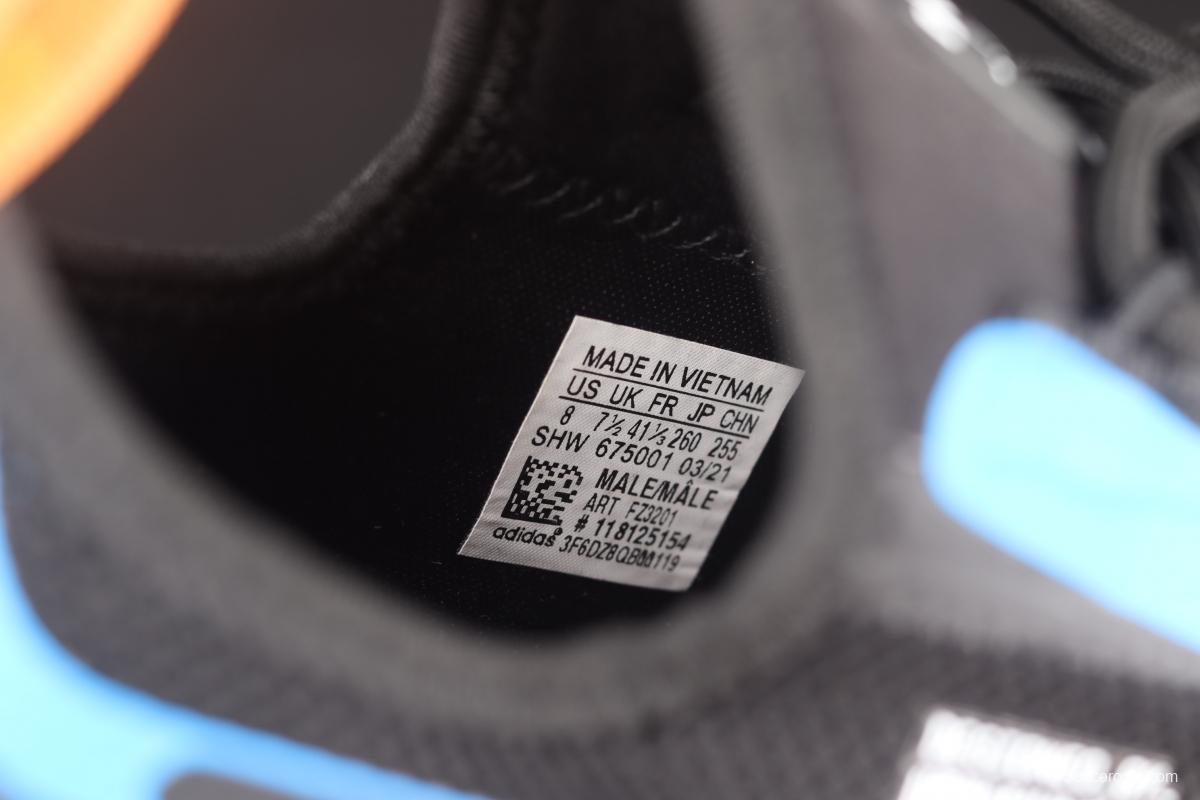 MADE IN VIETNAM
US UK FR JP CHN
8 7½ 41⅓ 260 255
SHW 675001 03/21
MALE/MÂLE
ART FZ3201
# 118125154
adidas